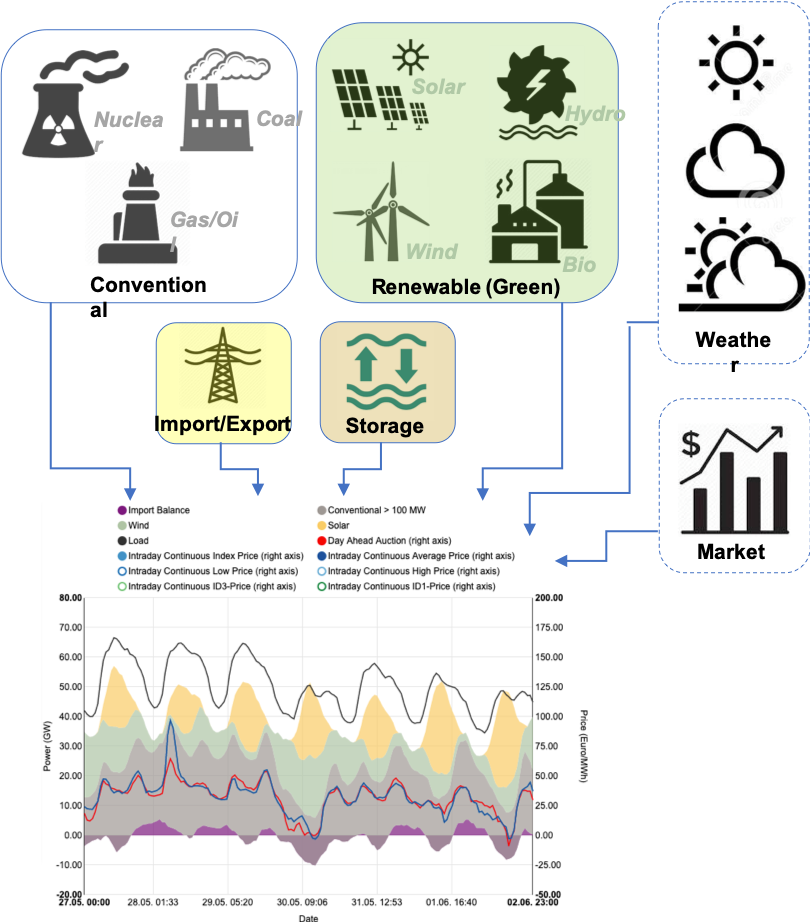 Nuclea
r
Coal
Gas/Oi
l
Convention
al
Solar
Hydro
Wind
Bio
Renewable (Green)
Weathe
r
Import/Export
Storage
$
Market
Import Balance
Conventional > 100 MW
Wind
Solar
Load
Day Ahead Auction (right axis)
Intraday Continuous Index Price (right axis)
Intraday Continuous Average Price (right axis)
Intraday Continuous Low Price (right axis)
Intraday Continuous High Price (right axis)
Intraday Continuous ID3-Price (right axis)
Intraday Continuous ID1-Price (right axis)
80.00
70.00
60.00
50.00
40.00
30.00
20.00
10.00
0.00
-10.00
-20.00
Power (GW)
200.00
175.00
150.00
125.00
100.00
75.00
50.00
25.00
0.00
-25.00
-50.00
Price (Euro/MWh)
27.05. 00:00
28.05. 01:33
29.05. 05:20
30.05. 09:06
31.05. 12:53
01.06. 16:40
02.06. 23:00
Date